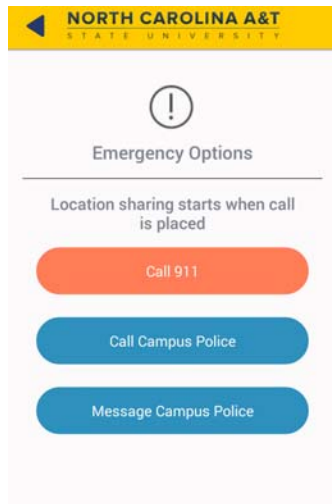 NORTH CAROLINA A&T
STATE UNIVERSITY
Emergency Options
Location sharing starts when call
is placed
Call 911
Call Campus Police
Message Campus Police